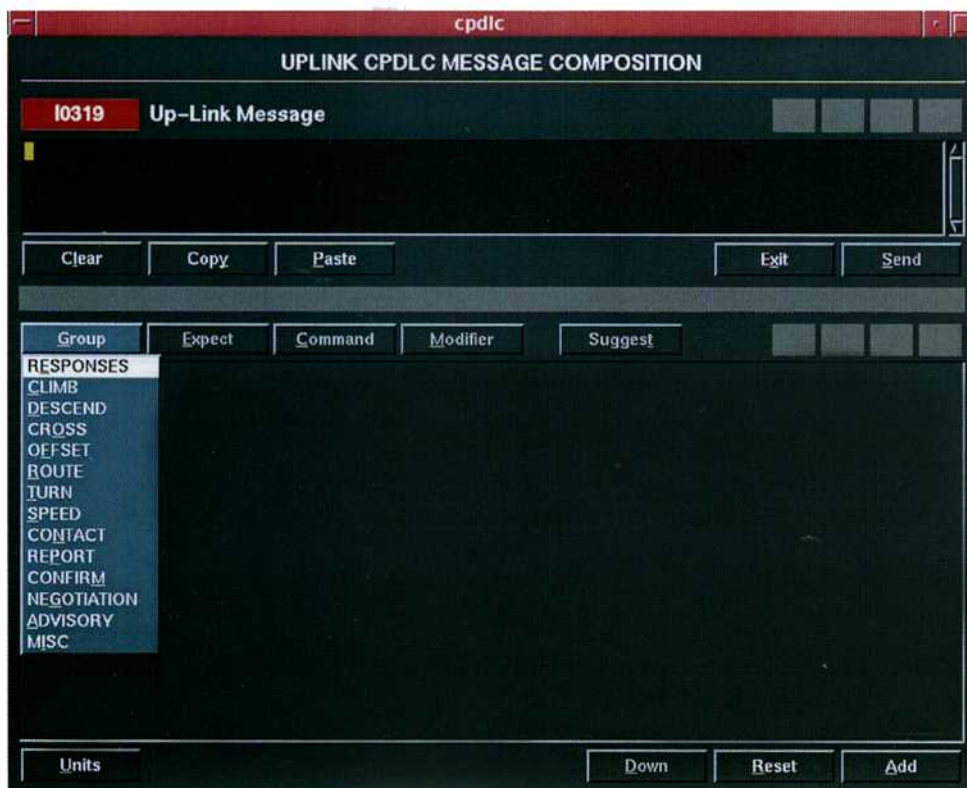 cpdlc
UPLINK CPDLC MESSAGE COMPOSITION
I0319 Up-Link Message
Clear Copy Paste Exit Send
Group Expect Command Modifier Suggest
RESPONSES
CLIMB
DESCEND
CROSS
OFFSET
ROUTE
TURN
SPEED
CONTACT
REPORT
CONFIRM
NEGOTIATION
ADVISORY
MISC
Units Down Reset Add